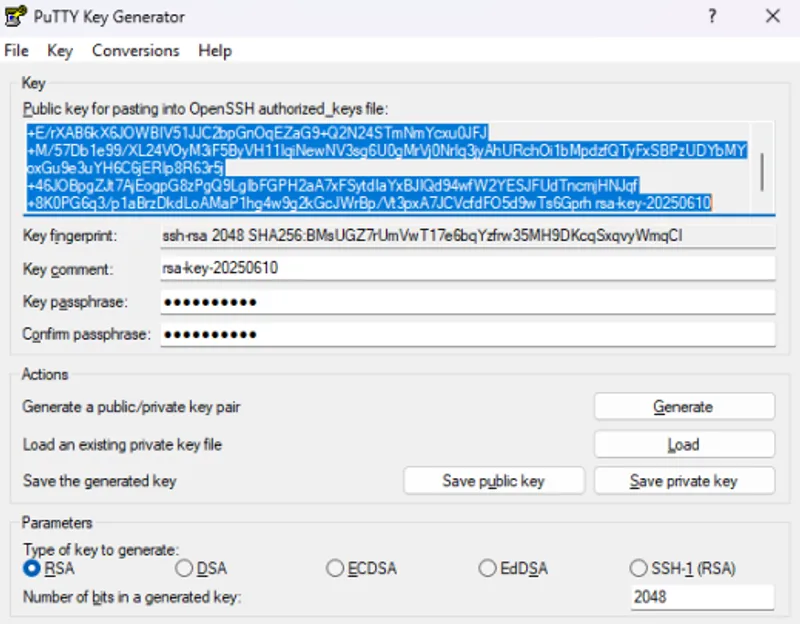 PuTTY Key Generator
File Key Conversions Help
Key
Public key for pasting into OpenSSH authorized_keys file:
+E/rXAB6kX6JOWBIV51JJC2bpGnOqEZaG9+Q2N24STmNmYcxu0JFJ
+M/57Db1e99/XL24VOyM3iF5ByVH11IqiNewNV3sg6U0gMrVj0NrIq3jyAhURchOi1bMpdzfQTyFxSBPzUDYbMY
oxGu9e3uYH6C6jERIp8R63r5j
+46JOBpgZJt7AjEogpG8zPgQ9LgIbFGPH2aA7xFSytdIaYxBJIQd94wfW2YESJFUdTncmjHNJqf
+8K0PG6q3/p1aBrzDkdLoAMaP1hg4w9g2kGcJWrBp/Vt3pxA7JCVcfdFO5d9wTs6Gprh rsa-key-20250610
Key fingerprint: ssh-rsa 2048 SHA256:BMsUGZ7rUmVwT17e6bqYzfrw35MH9DKcqSxqvyWmqCI
Key comment: rsa-key-20250610
Key passphrase: ●●●●●●●●●●
Confirm passphrase: ●●●●●●●●●●
Actions
Generate a public/private key pair Generate
Load an existing private key file Load
Save the generated key Save public key Save private key
Parameters
Type of key to generate:
RSA DSA ECDSA EdDSA SSH-1 (RSA)
Number of bits in a generated key: 2048